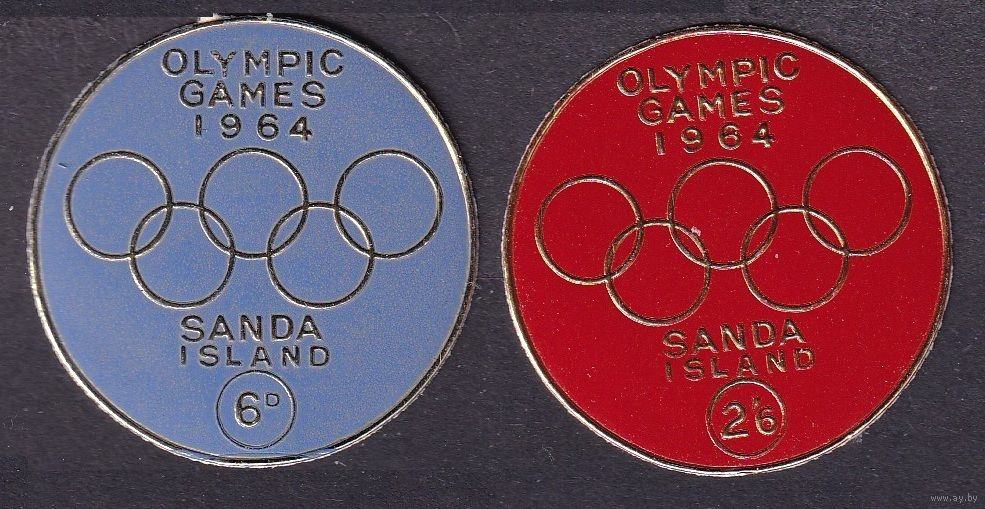 OLYMPIC
GAMES
1964
SANDA
ISLAND
6D
OLYMPIC
GAMES
1964
SANDA
ISLAND
2'6
www.ay.by